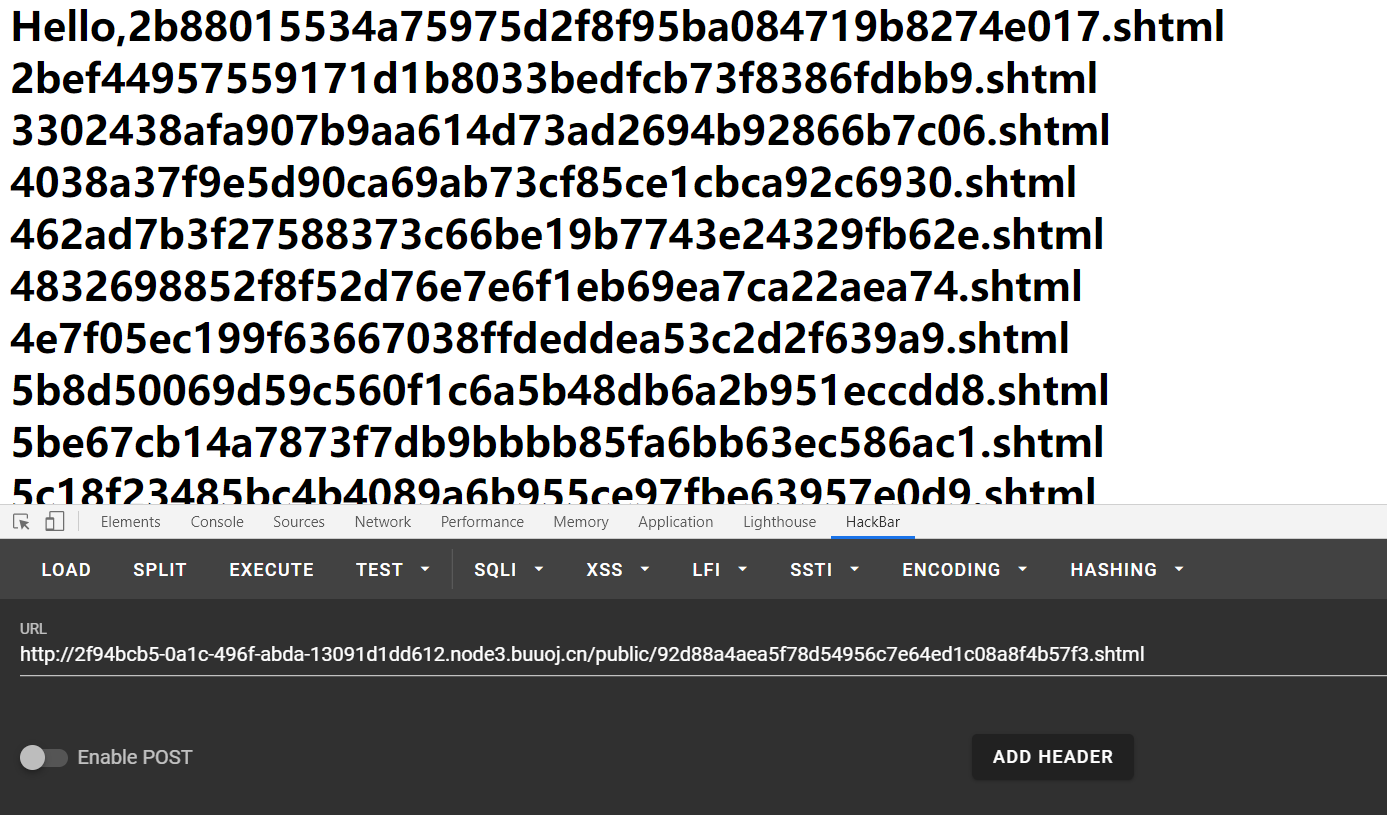 Hello,2b88015534a75975d2f8f95ba084719b8274e017.shtml
2bef44957559171d1b8033bedfcb73f8386fdbb9.shtml
3302438afa907b9aa614d73ad2694b92866b7c06.shtml
4038a37f9e5d90ca69ab73cf85ce1cbca92c6930.shtml
462ad7b3f27588373c66be19b7743e24329fb62e.shtml
4832698852f8f52d76e7e6f1eb69ea7ca22aea74.shtml
4e7f05ec199f63667038ffdeddea53c2d2f639a9.shtml
5b8d50069d59c560f1c6a5b48db6a2b951eccdd8.shtml
5be67cb14a7873f7db9bbbb85fa6bb63ec586ac1.shtml
5c18f23485bc4b4089a6b955ce97fbe63957e0d9.shtml
Elements Console Sources Network Performance Memory Application Lighthouse HackBar
LOAD SPLIT EXECUTE TEST SQLI XSS LFI SSTI ENCODING HASHING
URL
http://2f94bcb5-0a1c-496f-abda-13091d1dd612.node3.buuoj.cn/public/92d88a4aea5f78d54956c7e64ed1c08a8f4b57f3.shtml
Enable POST ADD HEADER